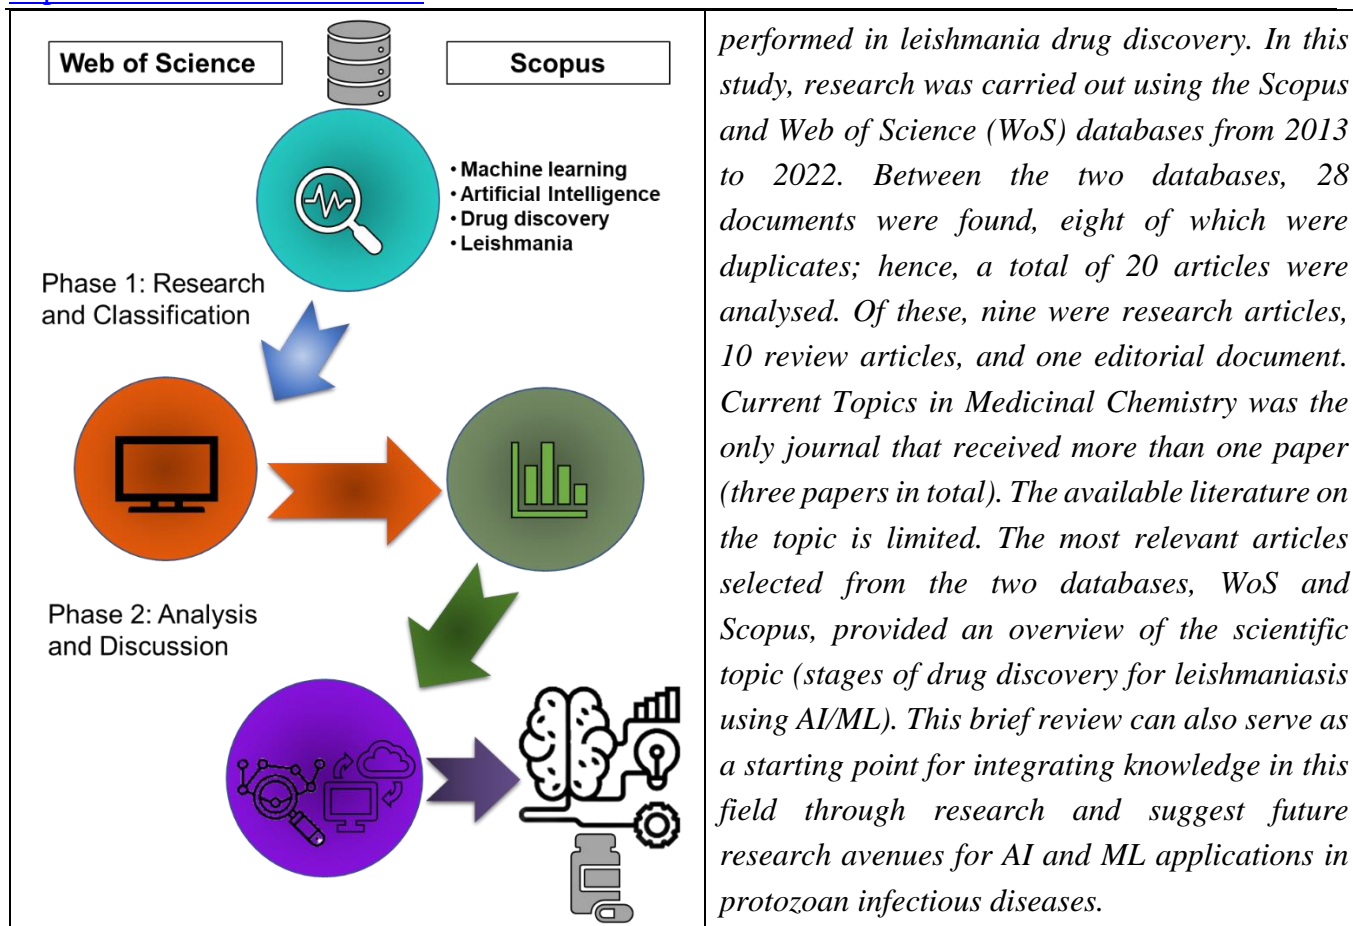 Web of Science
Scopus
• Machine learning
• Artificial Intelligence
• Drug discovery
• Leishmania
Phase 1: Research
and Classification
Phase 2: Analysis
and Discussion
performed in leishmania drug discovery. In this
study, research was carried out using the Scopus
and Web of Science (WoS) databases from 2013
to 2022. Between the two databases, 28
documents were found, eight of which were
duplicates; hence, a total of 20 articles were
analysed. Of these, nine were research articles,
10 review articles, and one editorial document.
Current Topics in Medicinal Chemistry was the
only journal that received more than one paper
(three papers in total). The available literature on
the topic is limited. The most relevant articles
selected from the two databases, WoS and
Scopus, provided an overview of the scientific
topic (stages of drug discovery for leishmaniasis
using AI/ML). This brief review can also serve as
a starting point for integrating knowledge in this
field through research and suggest future
research avenues for AI and ML applications in
protozoan infectious diseases.